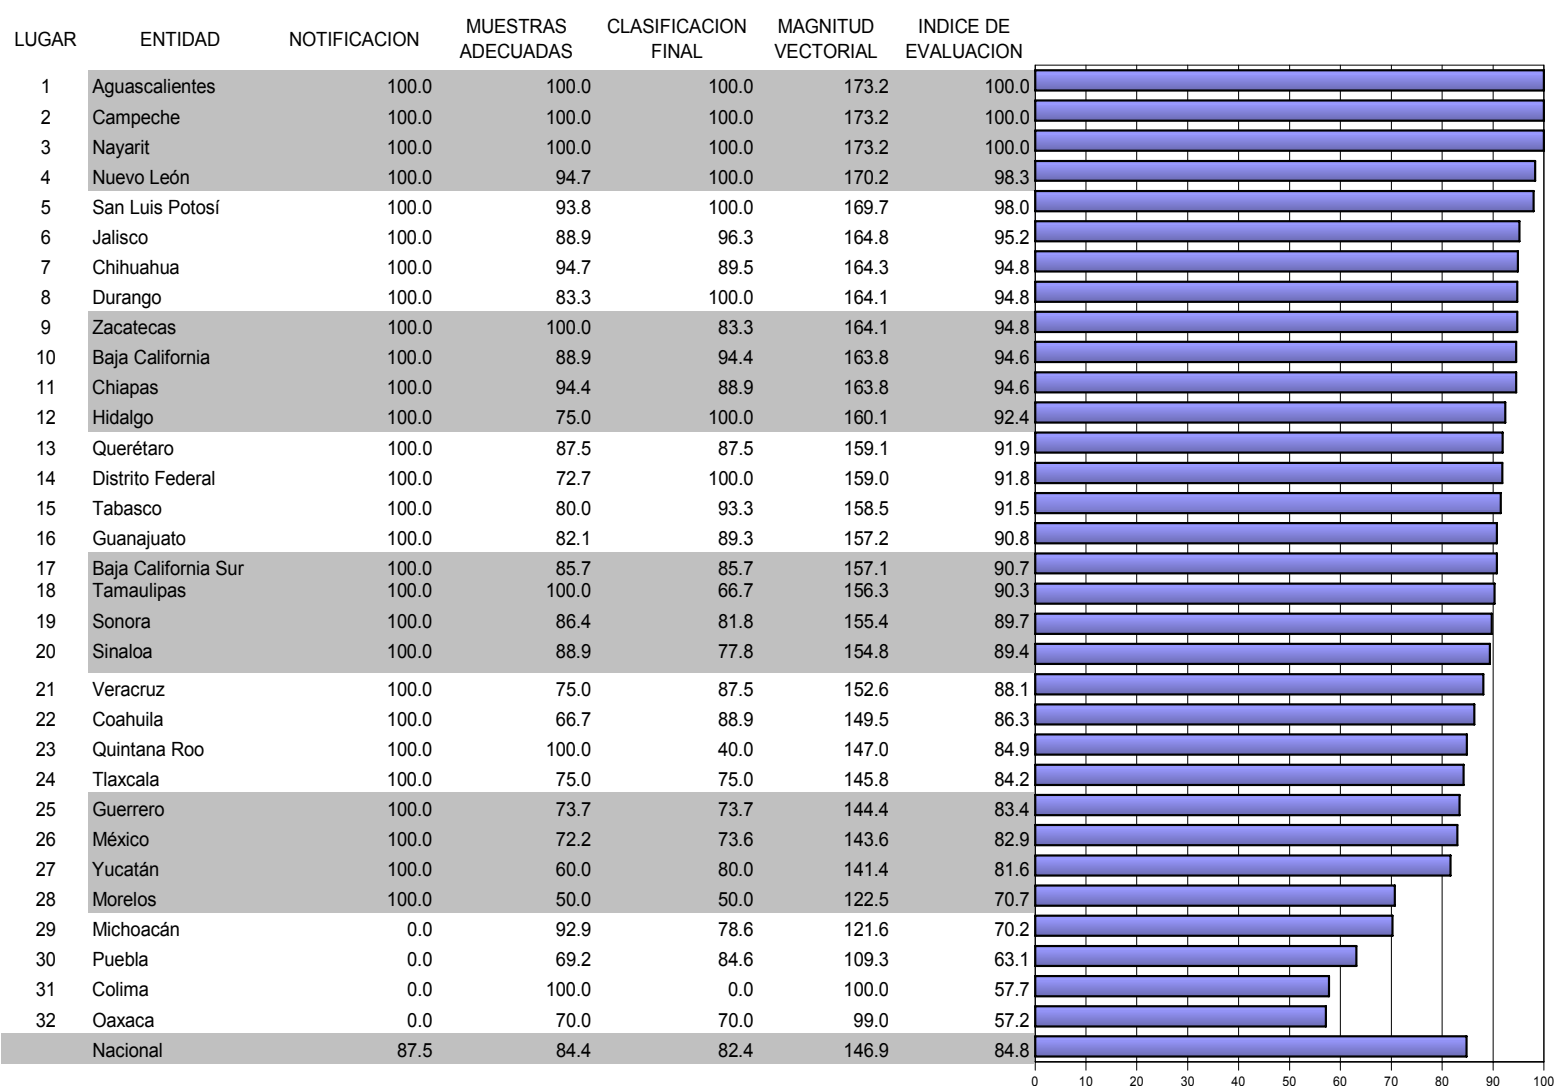 LUGAR ENTIDAD NOTIFICACION MUESTRAS ADECUADAS CLASIFICACION FINAL MAGNITUD VECTORIAL INDICE DE EVALUACION
1 Aguascalientes 100.0 100.0 100.0 173.2 100.0
2 Campeche 100.0 100.0 100.0 173.2 100.0
3 Nayarit 100.0 100.0 100.0 173.2 100.0
4 Nuevo León 100.0 94.7 100.0 170.2 98.3
5 San Luis Potosí 100.0 93.8 100.0 169.7 98.0
6 Jalisco 100.0 88.9 96.3 164.8 95.2
7 Chihuahua 100.0 94.7 89.5 164.3 94.8
8 Durango 100.0 83.3 100.0 164.1 94.8
9 Zacatecas 100.0 100.0 83.3 164.1 94.8
10 Baja California 100.0 88.9 94.4 163.8 94.6
11 Chiapas 100.0 94.4 88.9 163.8 94.6
12 Hidalgo 100.0 75.0 100.0 160.1 92.4
13 Querétaro 100.0 87.5 87.5 159.1 91.9
14 Distrito Federal 100.0 72.7 100.0 159.0 91.8
15 Tabasco 100.0 80.0 93.3 158.5 91.5
16 Guanajuato 100.0 82.1 89.3 157.2 90.8
17 Baja California Sur 100.0 85.7 85.7 157.1 90.7
18 Tamaulipas 100.0 100.0 66.7 156.3 90.3
19 Sonora 100.0 86.4 81.8 155.4 89.7
20 Sinaloa 100.0 88.9 77.8 154.8 89.4
21 Veracruz 100.0 75.0 87.5 152.6 88.1
22 Coahuila 100.0 66.7 88.9 149.5 86.3
23 Quintana Roo 100.0 100.0 40.0 147.0 84.9
24 Tlaxcala 100.0 75.0 75.0 145.8 84.2
25 Guerrero 100.0 73.7 73.7 144.4 83.4
26 México 100.0 72.2 73.6 143.6 82.9
27 Yucatán 100.0 60.0 80.0 141.4 81.6
28 Morelos 100.0 50.0 50.0 122.5 70.7
29 Michoacán 0.0 92.9 78.6 121.6 70.2
30 Puebla 0.0 69.2 84.6 109.3 63.1
31 Colima 0.0 100.0 0.0 100.0 57.7
32 Oaxaca 0.0 70.0 70.0 99.0 57.2
Nacional 87.5 84.4 82.4 146.9 84.8
0 10 20 30 40 50 60 70 80 90 100